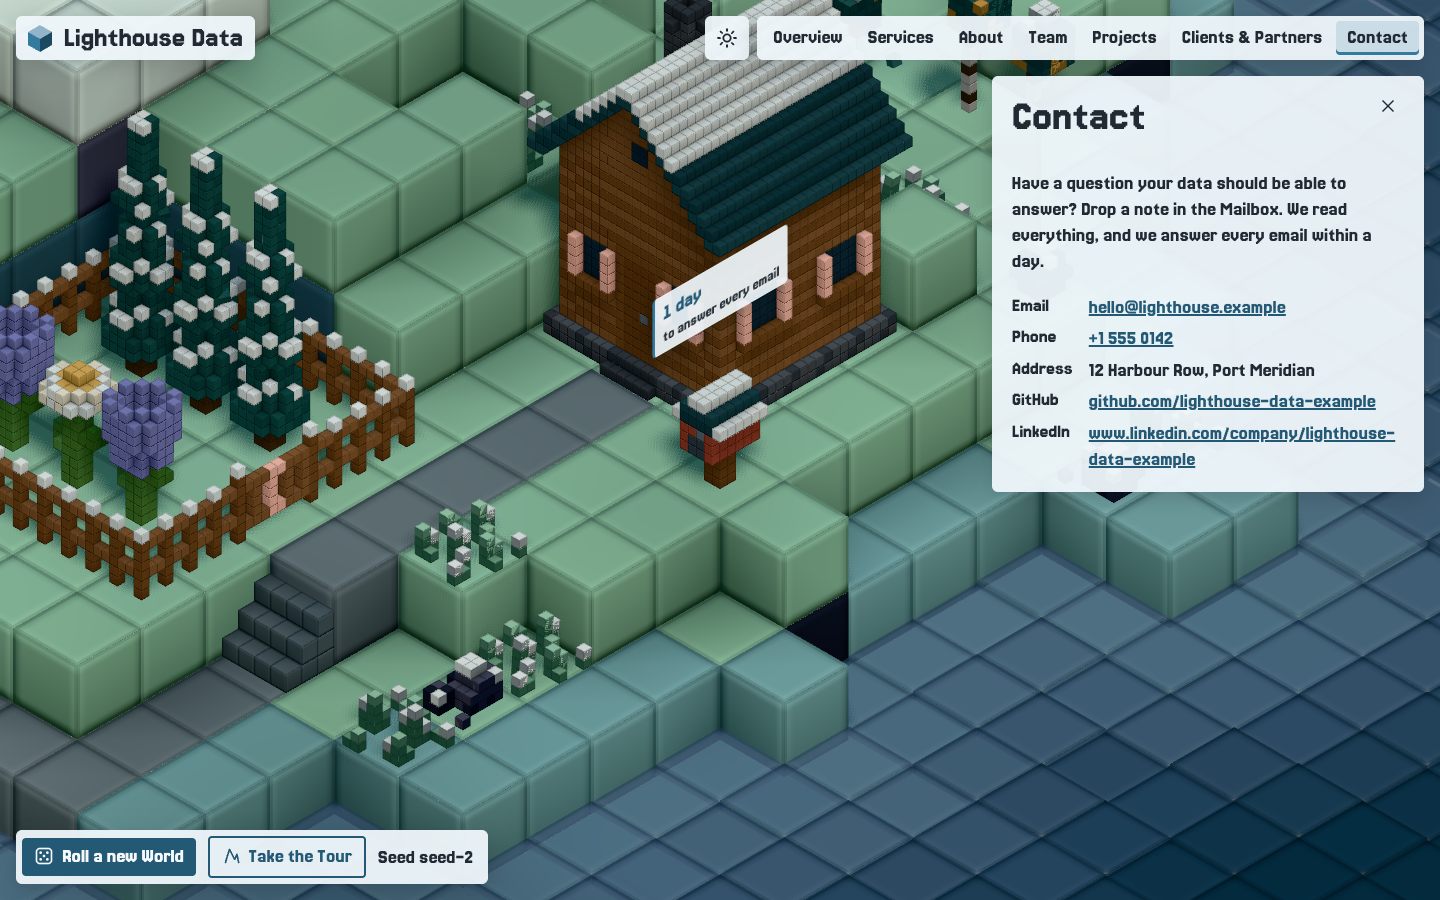 Lighthouse Data
Overview Services About Team Projects Clients & Partners Contact
Contact
Have a question your data should be able to
answer? Drop a note in the Mailbox. We read
everything, and we answer every email within a
day.
Email hello@lighthouse.example
Phone +1 555 0142
Address 12 Harbour Row, Port Meridian
GitHub github.com/lighthouse-data-example
LinkedIn www.linkedin.com/company/lighthouse-
data-example
1 day
to answer every email
Roll a new World Take the Tour Seed seed-2